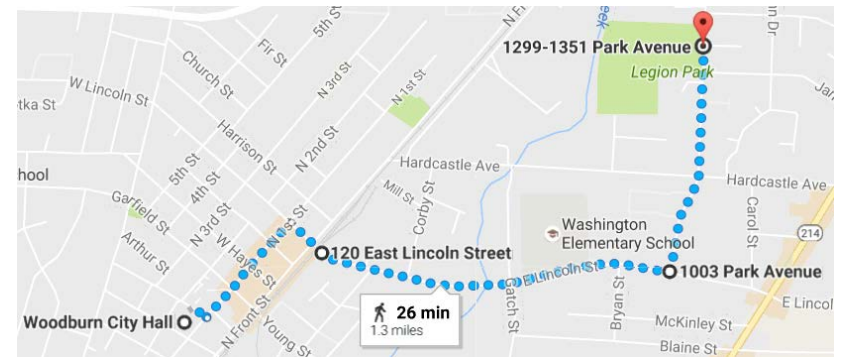 5th St
Fir St
N 3rd St
N 1st St
1299-1351 Park Avenue
Legion Park
Church St
W Lincoln St
Harrison St
N 2nd St
hool
Hardcastle Ave
Hardcastle Ave
5th St
4th St
Mill St
Corby St
Garfield St
N 3rd St
Carol St
Arthur St
W Hayes St
120 East Lincoln Street
Washington
Elementary School
214
1003 Park Avenue
E Lincoln St
Gatch St
Bryan St
E Lincol
Woodburn City Hall
26 min
1.3 miles
N Front St
Young St
McKinley St
Blaine St